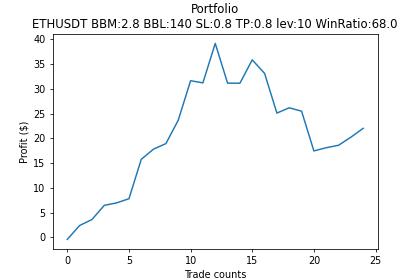 Portfolio
ETHUSDT BBM:2.8 BBL:140 SL:0.8 TP:0.8 lev:10 WinRatio:68.0
40
35
30
25
20
15
10
5
0
Profit ($)
0 5 10 15 20 25
Trade counts